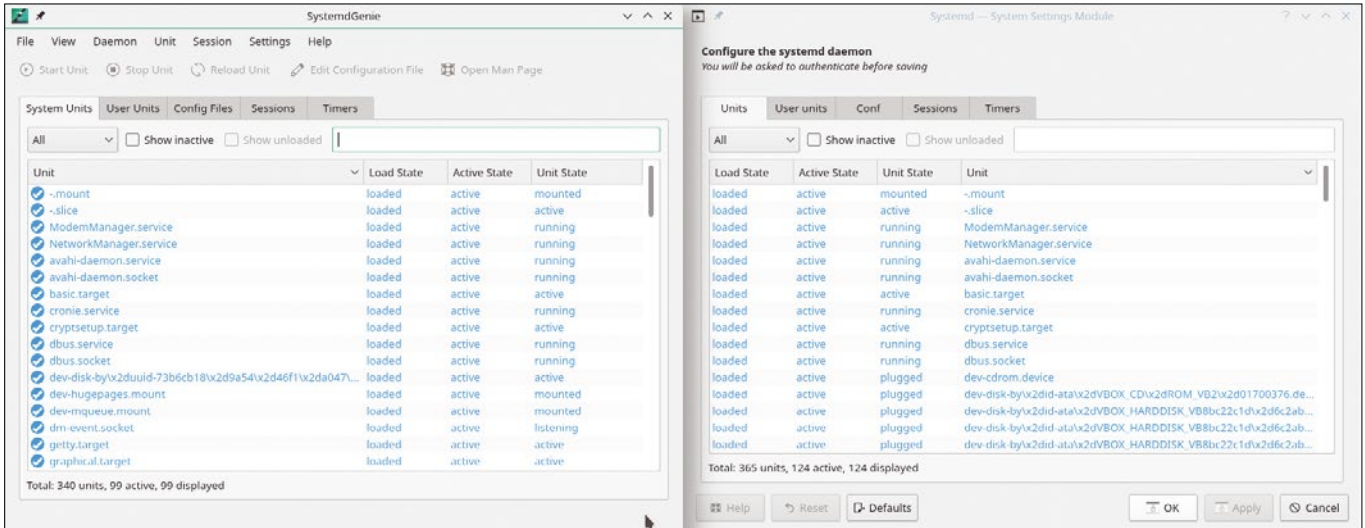 SystemdGenie
File View Daemon Unit Session Settings Help
Start Unit Stop Unit Reload Unit Edit Configuration File Open Man Page
System Units User Units Config Files Sessions Timers
All Show inactive Show unloaded
Unit Load State Active State Unit State
-.mount loaded active mounted
-.slice loaded active active
ModemManager.service loaded active running
NetworkManager.service loaded active running
avahi-daemon.service loaded active running
avahi-daemon.socket loaded active running
basic.target loaded active active
cronie.service loaded active running
cryptsetup.target loaded active active
dbus.service loaded active running
dbus.socket loaded active running
dev-disk-by\x2duuid-73b6cb18\x2d9a54\x2d46f1\x2da047\... loaded active active
dev-hugepages.mount loaded active mounted
dev-mqueue.mount loaded active mounted
dm-event.socket loaded active listening
getty.target loaded active active
graphical.target loaded active active
Total: 340 units, 99 active, 99 displayed
Systemd — System Settings Module
Configure the systemd daemon
You will be asked to authenticate before saving
Units User units Conf Sessions Timers
All Show inactive Show unloaded
Load State Active State Unit State Unit
loaded active mounted -.mount
loaded active active -.slice
loaded active running ModemManager.service
loaded active running NetworkManager.service
loaded active running avahi-daemon.service
loaded active running avahi-daemon.socket
loaded active active basic.target
loaded active running cronie.service
loaded active active cryptsetup.target
loaded active running dbus.service
loaded active running dbus.socket
loaded active plugged dev-cdrom.device
loaded active plugged dev-disk-by\x2did-ata\x2dVBOX_CD\x2dROM_VB2\x2d01700376.de...
loaded active plugged dev-disk-by\x2did-ata\x2dVBOX_HARDDISK_VB8bc22c1d\x2d6c2ab...
loaded active plugged dev-disk-by\x2did-ata\x2dVBOX_HARDDISK_VB8bc22c1d\x2d6c2ab...
loaded active plugged dev-disk-by\x2did-ata\x2dVBOX_HARDDISK_VB8bc22c1d\x2d6c2ab...
Total: 365 units, 124 active, 124 displayed
Help Reset Defaults OK Apply Cancel